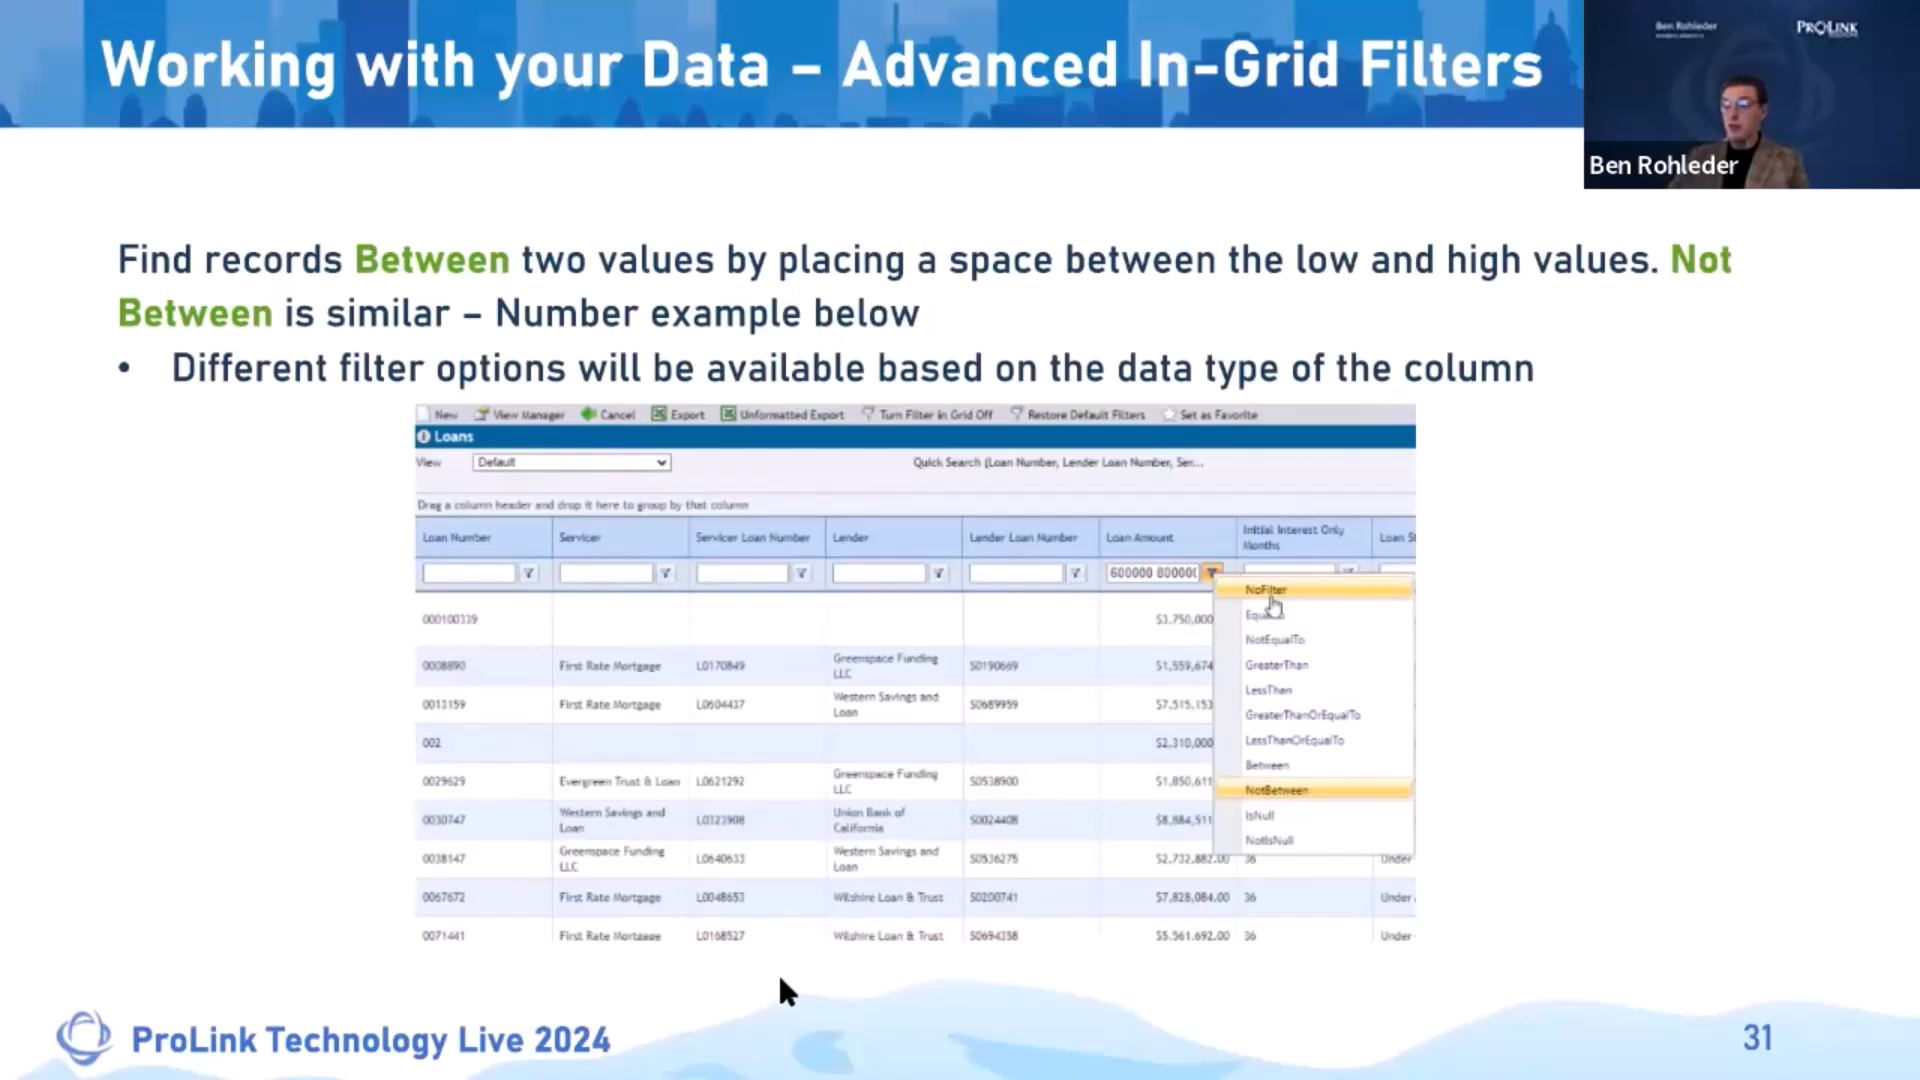 Working with your Data – Advanced In-Grid Filters
Ben Rohleder
PROLINK
Ben Rohleder
Find records Between two values by placing a space between the low and high values. Not
Between is similar – Number example below
• Different filter options will be available based on the data type of the column
New View Manager Cancel Export Unformatted Export Turn Filter in Grid Off Restore Default Filters Set as Favorite
Loans
View Default Quick Search (Loan Number, Lender Loan Number, Ser...
Drag a column header and drop it here to group by that column
Loan Number Servicer Servicer Loan Number Lender Lender Loan Number Loan Amount Initial Interest Only Months Loan S
600000 800000
NoFilter
EqualTo
NotEqualTo
GreaterThan
LessThan
GreaterThanOrEqualTo
LessThanOrEqualTo
Between
NotBetween
IsNull
NotIsNull
000100339 $3,750,000
0008890 First Rate Mortgage L0170849 Greenspace Funding LLC S0190669 $1,559,674
0013159 First Rate Mortgage L0604437 Western Savings and Loan S0689959 $7,515,153
002 $2,310,000
0029629 Evergreen Trust & Loan L0621292 Greenspace Funding LLC S0538900 $1,850,611
0030747 Western Savings and Loan L0323908 Union Bank of California S0024408 $8,884,511
0038147 Greenspace Funding LLC L0640633 Western Savings and Loan S0536275 $2,732,882.00 36 Under
0067672 First Rate Mortgage L0048653 Wilshire Loan & Trust S0200741 $7,828,084.00 36 Under
0071441 First Rate Mortgage L0168527 Wilshire Loan & Trust S0694358 $5,561,692.00 36 Under
ProLink Technology Live 2024
31